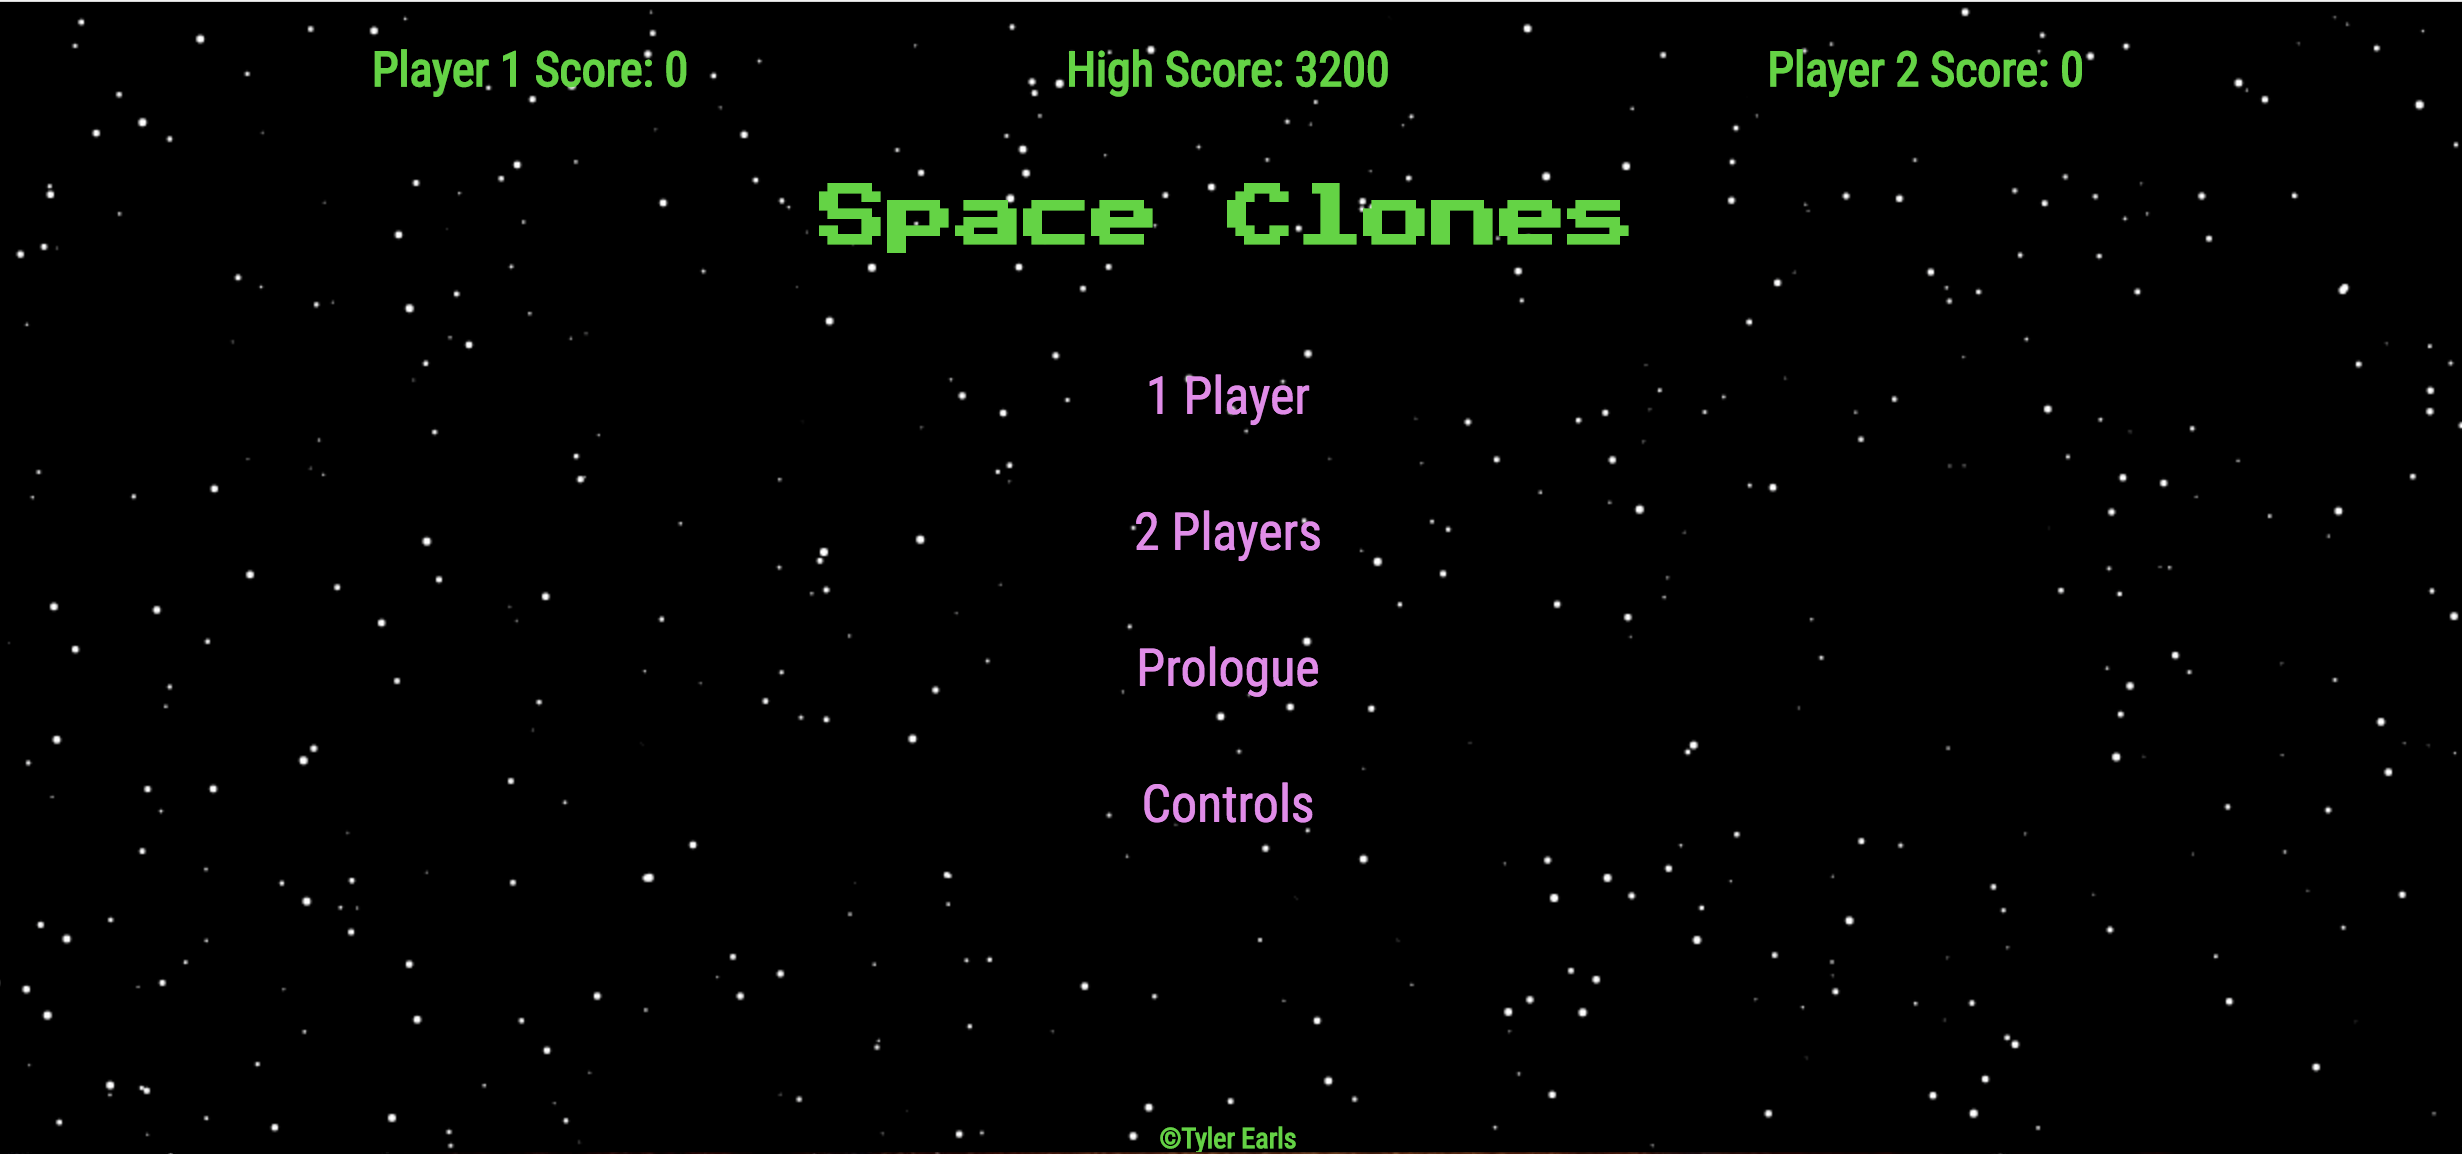 Player 1 Score: 0 High Score: 3200 Player 2 Score: 0
Space Clones
1 Player
2 Players
Prologue
Controls
©Tyler Earls